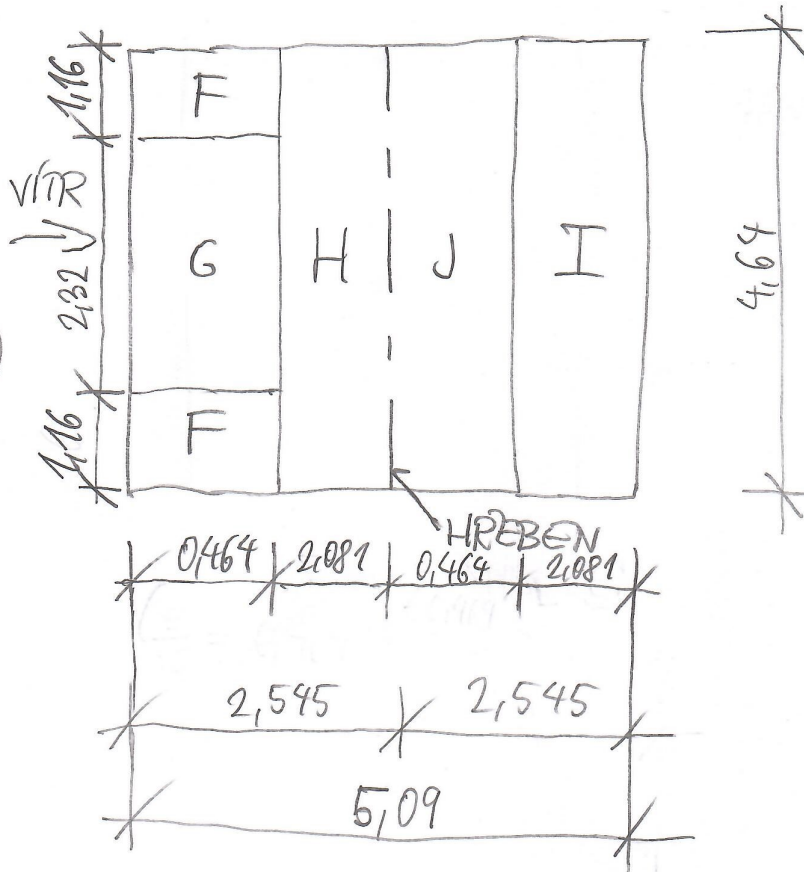 1,16
F
VÍTR
2,32
G H J I
4,64
1,16
F
HŘEBEN
0,464 2,081 0,464 2,081
2,545 2,545
5,09